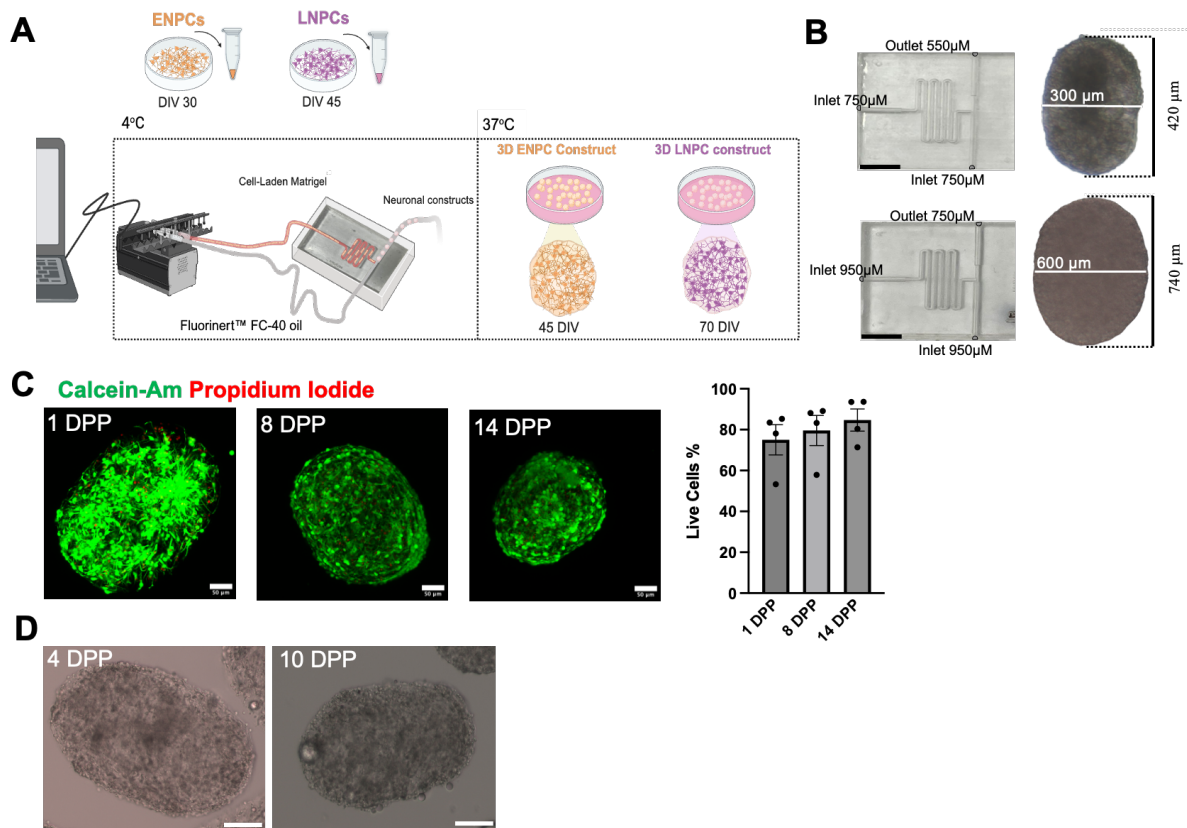 A
ENPCs
LNPCs
DIV 30
DIV 45
4ºC
37ºC
Cell-Laden Matrigel
Neuronal constructs
Fluorinert™ FC-40 oil
3D ENPC Construct
3D LNPC construct
45 DIV
70 DIV
B
Outlet 550µM
Inlet 750µM
Inlet 750µM
300 µm
420 µm
Outlet 750µM
Inlet 950µM
Inlet 950µM
600 µm
740 µm
C
Calcein-Am Propidium Iodide
1 DPP
50 µm
8 DPP
50 µm
14 DPP
50 µm
Live Cells %
100
80
60
40
20
0
1 DPP
8 DPP
14 DPP
D
4 DPP
10 DPP